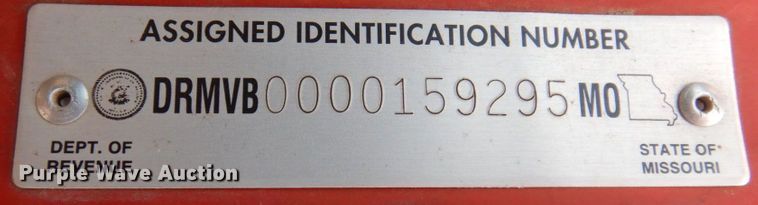 ASSIGNED IDENTIFICATION NUMBER
DRMVB0000159295MO
DEPT. OF
REVENUE
STATE OF
MISSOURI
Purple Wave Auction